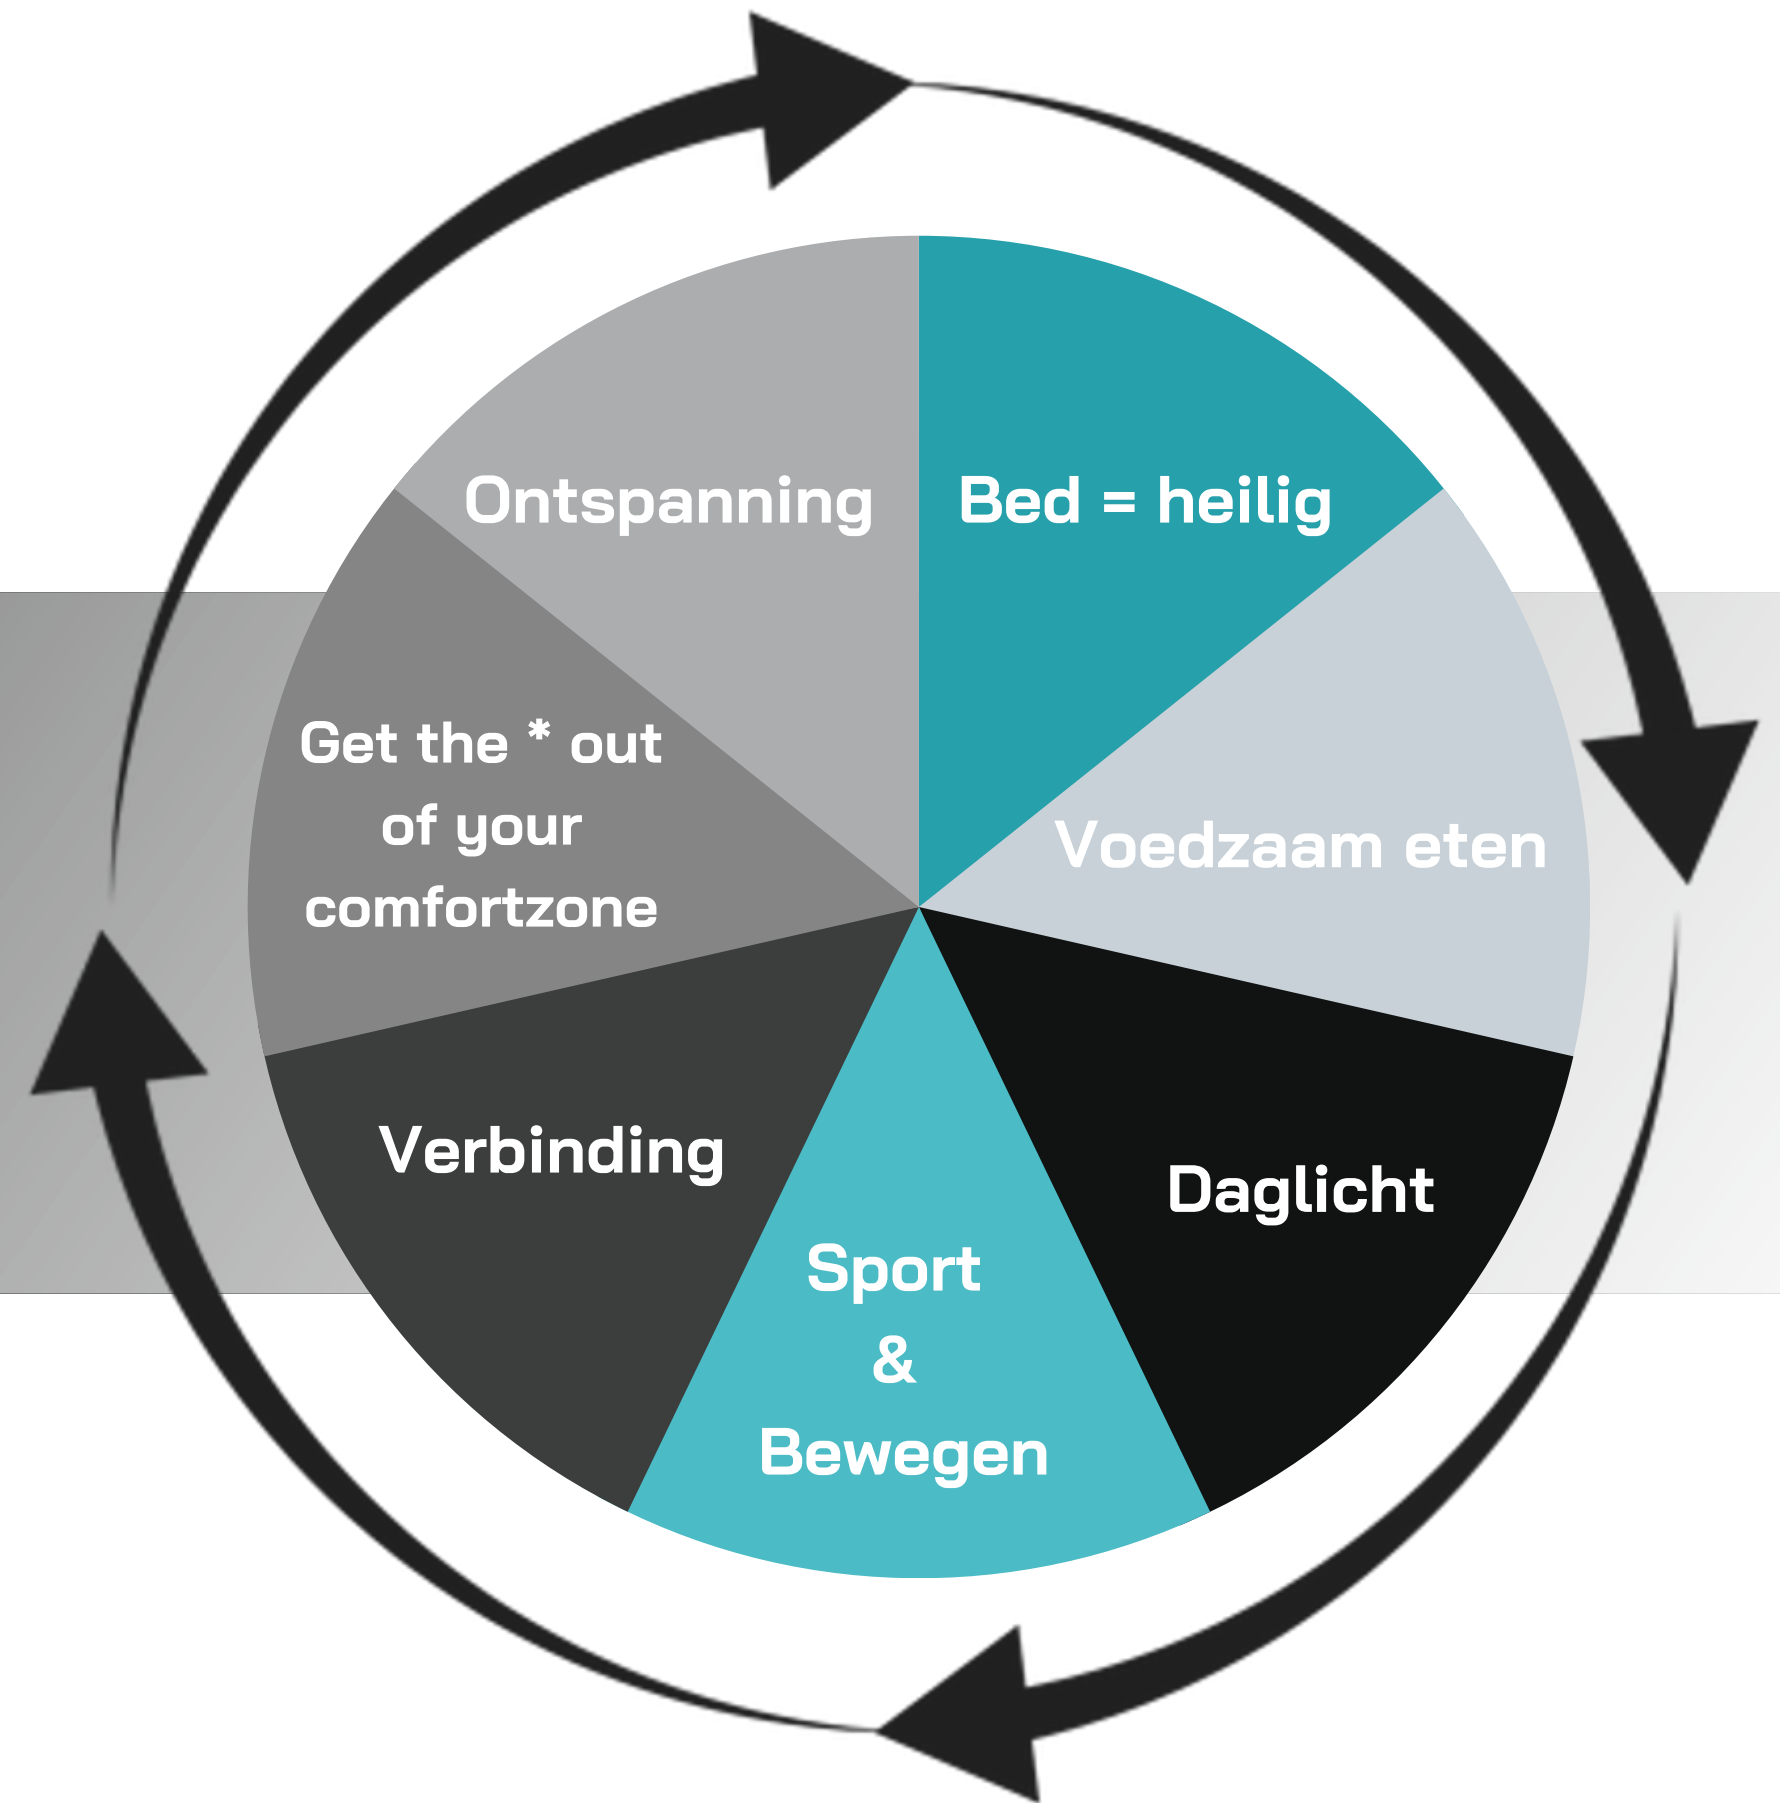 Ontspanning
Bed = heilig
Get the * out
of your
comfortzone
Voedzaam eten
Verbinding
Daglicht
Sport
&
Bewegen